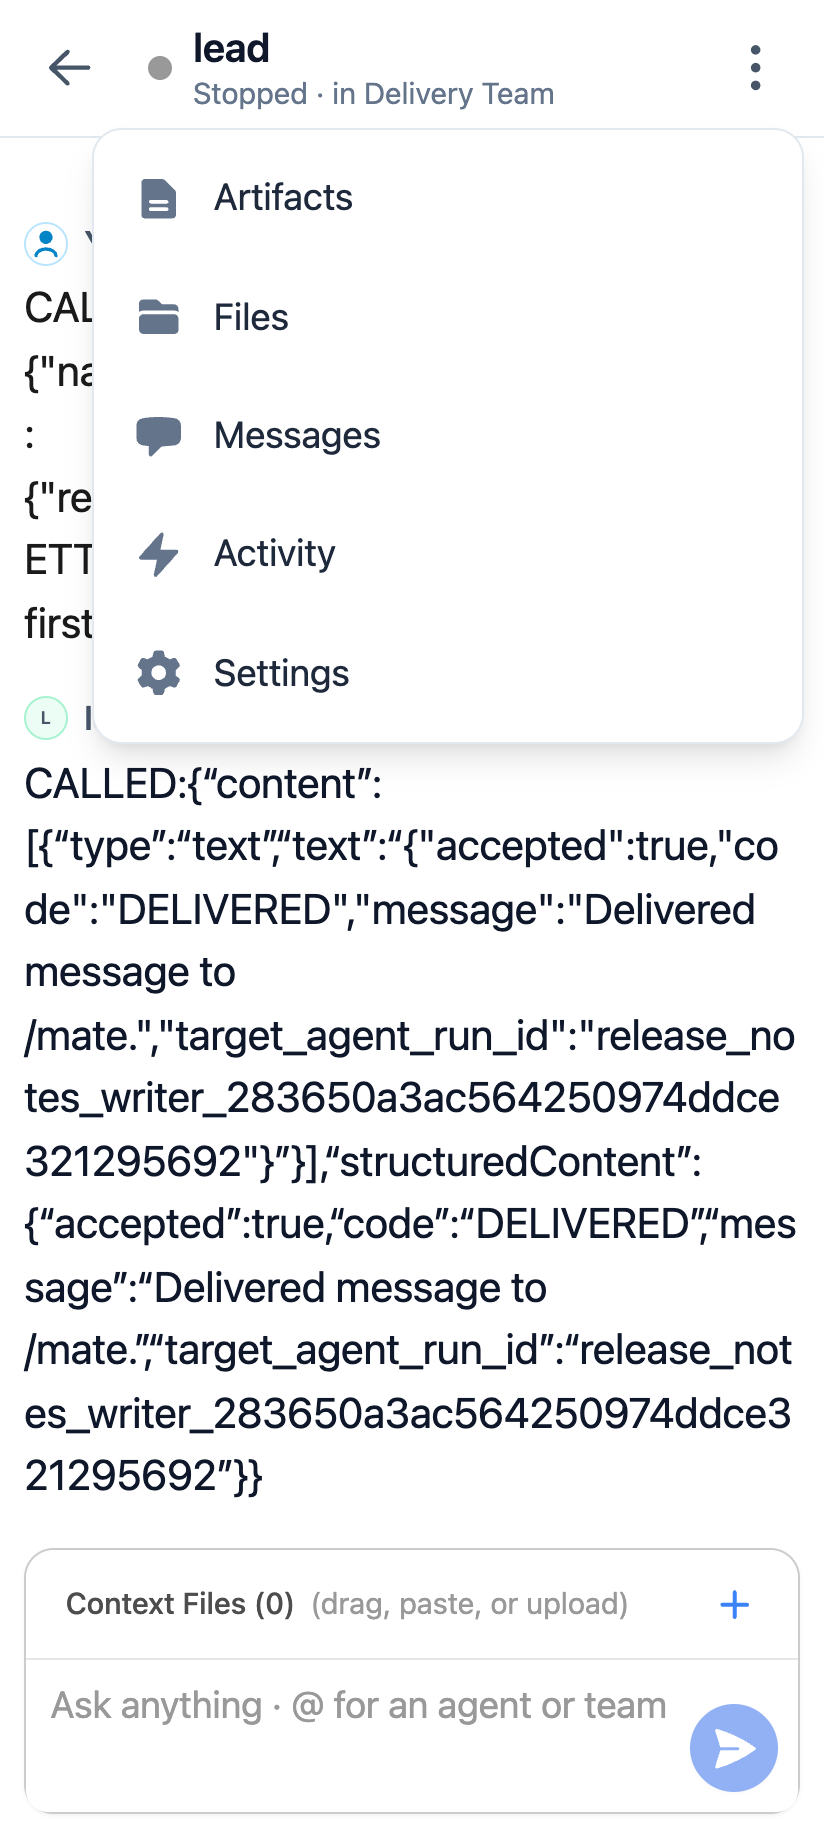 lead
Stopped · in Delivery Team
Artifacts
Files
Messages
Activity
Settings
CAL
{"na
:
{"re
ETT
first
L
CALLED:{“content”:
[{“type”:“text”,“text”:“{"accepted":true,"co
de":"DELIVERED","message":"Delivered
message to
/mate.","target_agent_run_id":"release_no
tes_writer_283650a3ac564250974ddce
321295692"}”}],“structuredContent”:
{“accepted”:true,“code”:“DELIVERED”,“mes
sage”:“Delivered message to
/mate.”,“target_agent_run_id”:“release_not
es_writer_283650a3ac564250974ddce3
21295692”}}
Context Files (0) (drag, paste, or upload)
Ask anything · @ for an agent or team